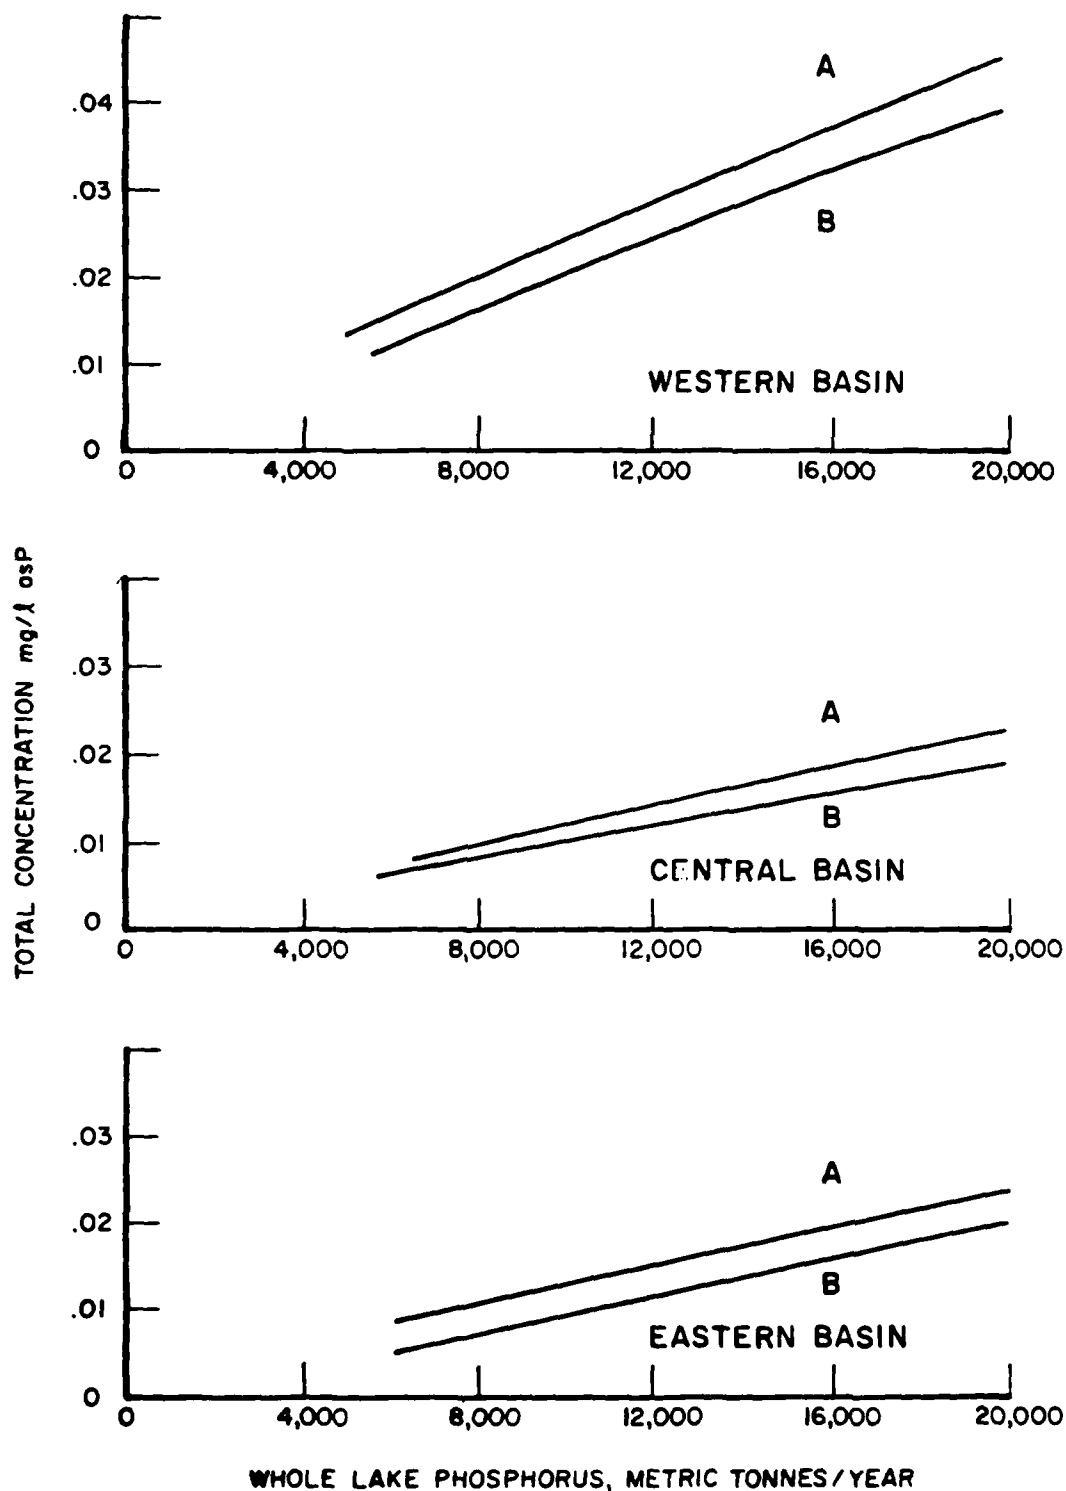 A
.04
.03
B
.02
.01
WESTERN BASIN
0
0 4,000 8,000 12,000 16,000 20,000
TOTAL CONCENTRATION mg/l asP
.03
A
.02
B
.01
CENTRAL BASIN
0
0 4,000 8,000 12,000 16,000 20,000
.03
A
.02
B
.01
EASTERN BASIN
0
0 4,000 8,000 12,000 16,000 20,000
WHOLE LAKE PHOSPHORUS, METRIC TONNES/YEAR